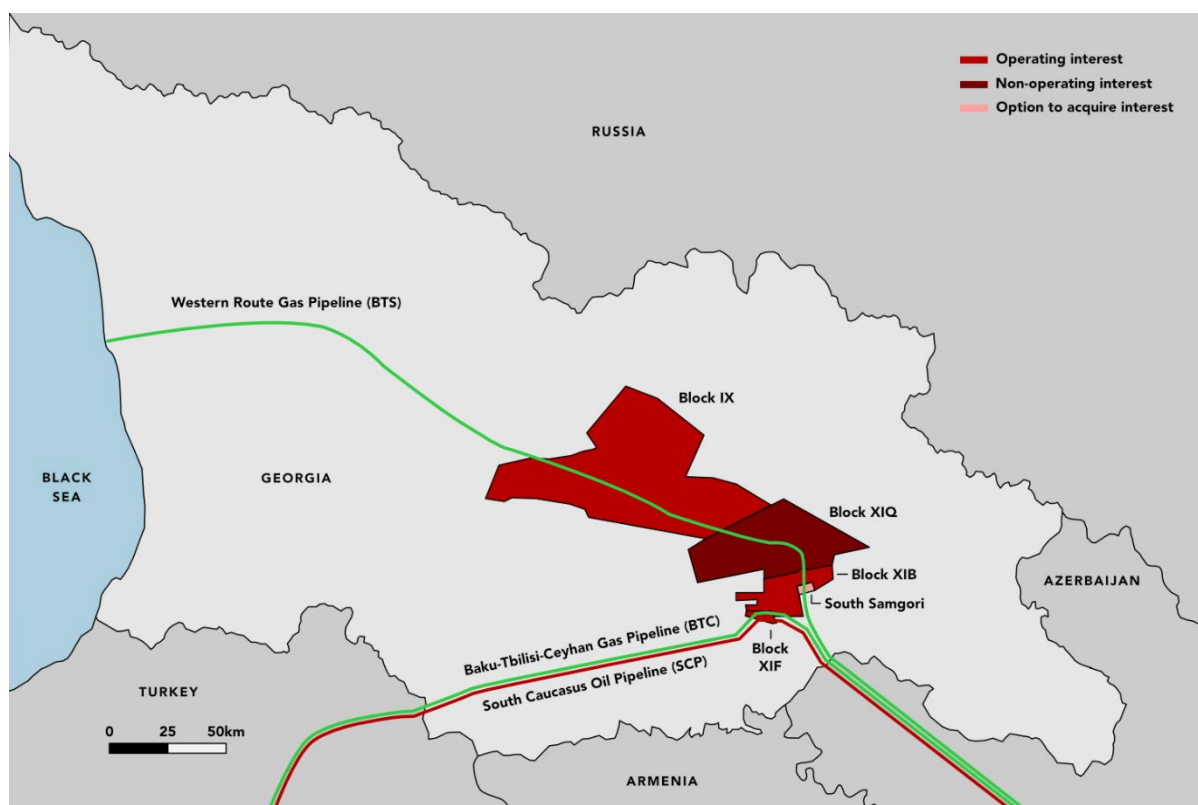 Operating interest
Non-operating interest
Option to acquire interest
RUSSIA
Western Route Gas Pipeline (BTS)
Block IX
BLACK
SEA
GEORGIA
Block XIQ
Block XIB
AZERBAIJAN
South Samgori
Baku-Tbilisi-Ceyhan Gas Pipeline (BTC)
South Caucasus Oil Pipeline (SCP)
Block
XIF
TURKEY
0 25 50km
ARMENIA